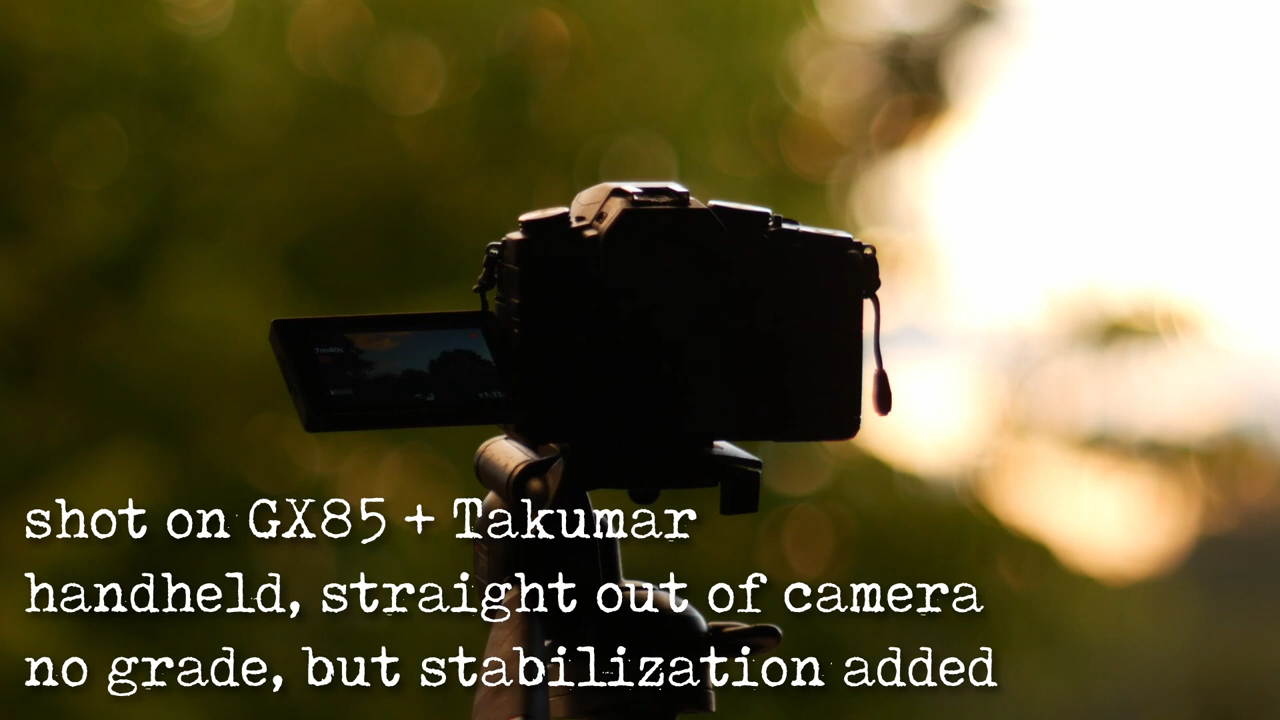 shot on GX85 + Takumar
handheld, straight out of camera
no grade, but stabilization added